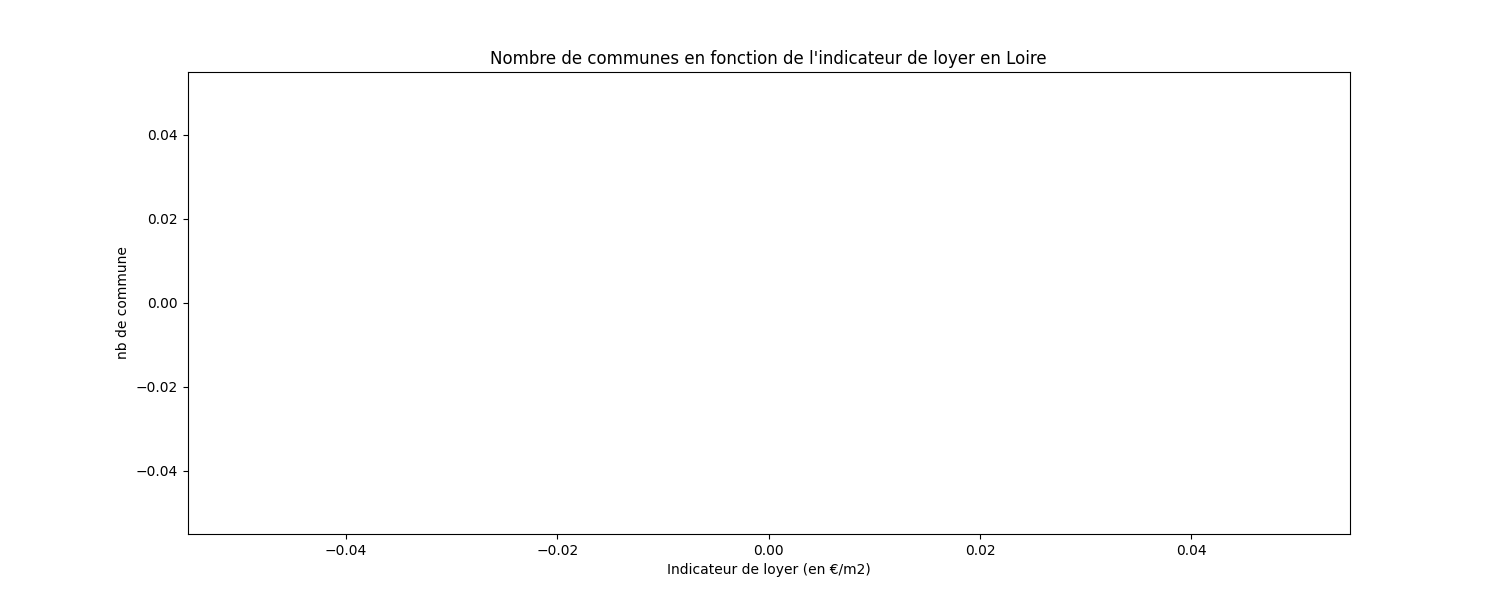 Nombre de communes en fonction de l'indicateur de loyer en Loire
0.04
0.02
0.00
−0.02
−0.04
nb de commune
−0.04 −0.02 0.00 0.02 0.04
Indicateur de loyer (en €/m2)